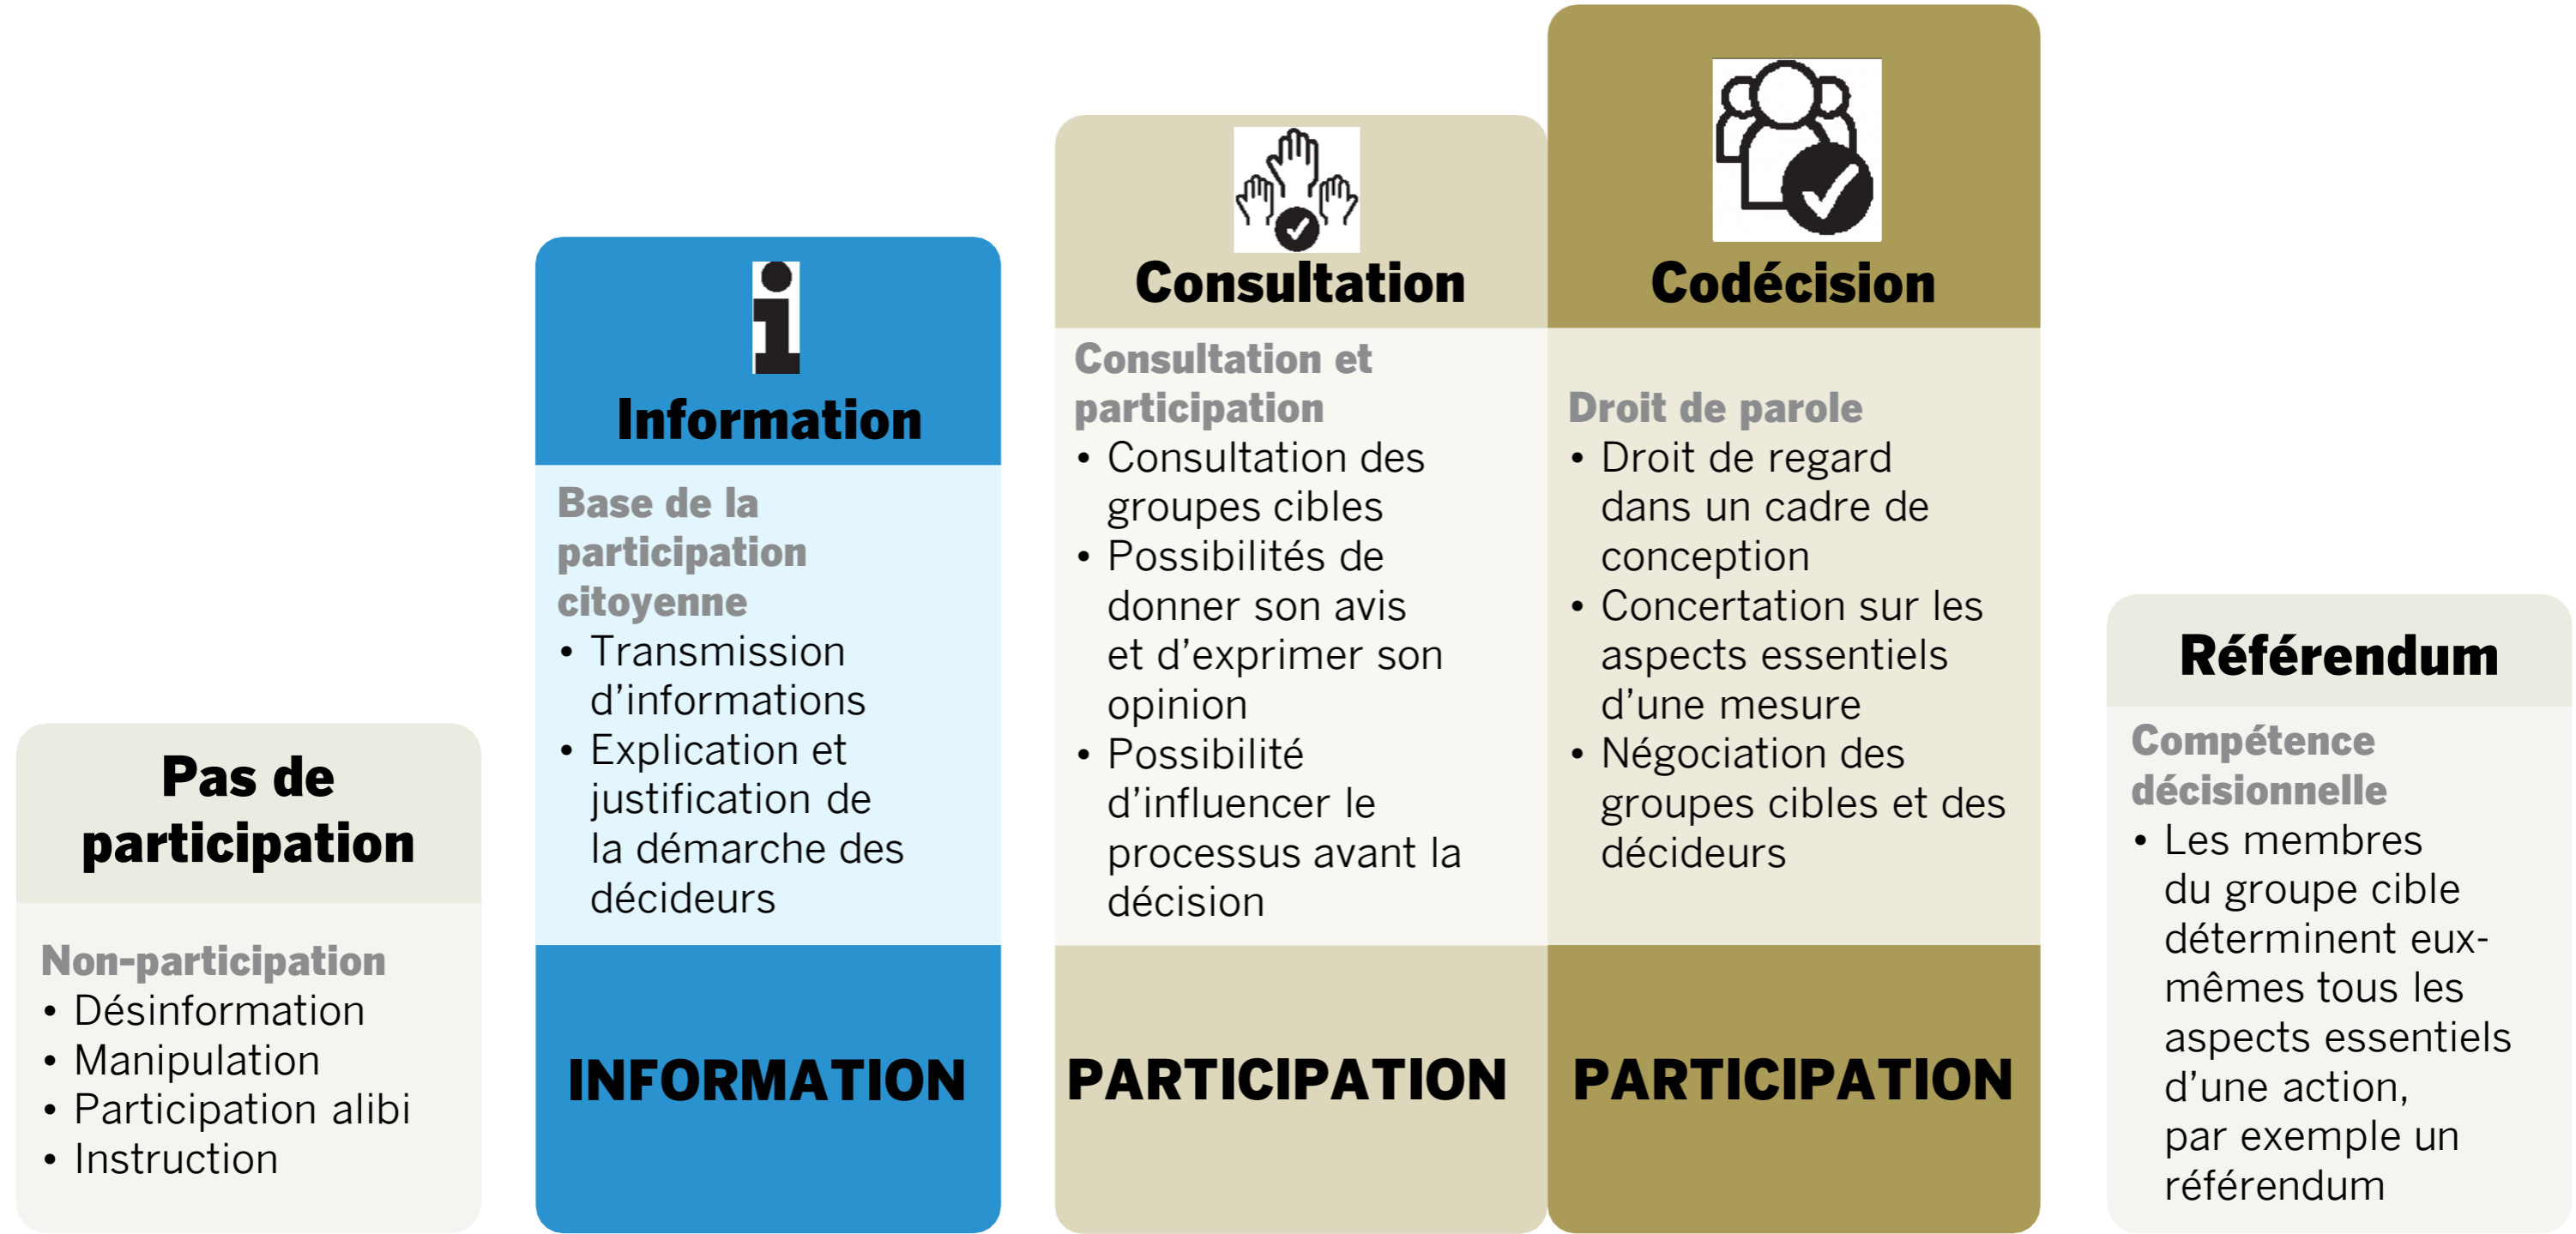 Pas de
participation
Non-participation
• Désinformation
• Manipulation
• Participation alibi
• Instruction
Information
Base de la
participation
citoyenne
• Transmission
d’informations
• Explication et
justification de
la démarche des
décideurs
INFORMATION
Consultation
Consultation et
participation
• Consultation des
groupes cibles
• Possibilités de
donner son avis
et d’exprimer son
opinion
• Possibilité
d’influencer le
processus avant la
décision
PARTICIPATION
Codécision
Droit de parole
• Droit de regard
dans un cadre de
conception
• Concertation sur les
aspects essentiels
d’une mesure
• Négociation des
groupes cibles et des
décideurs
PARTICIPATION
Référendum
Compétence
décisionnelle
• Les membres
du groupe cible
déterminent eux-
mêmes tous les
aspects essentiels
d’une action,
par exemple un
référendum